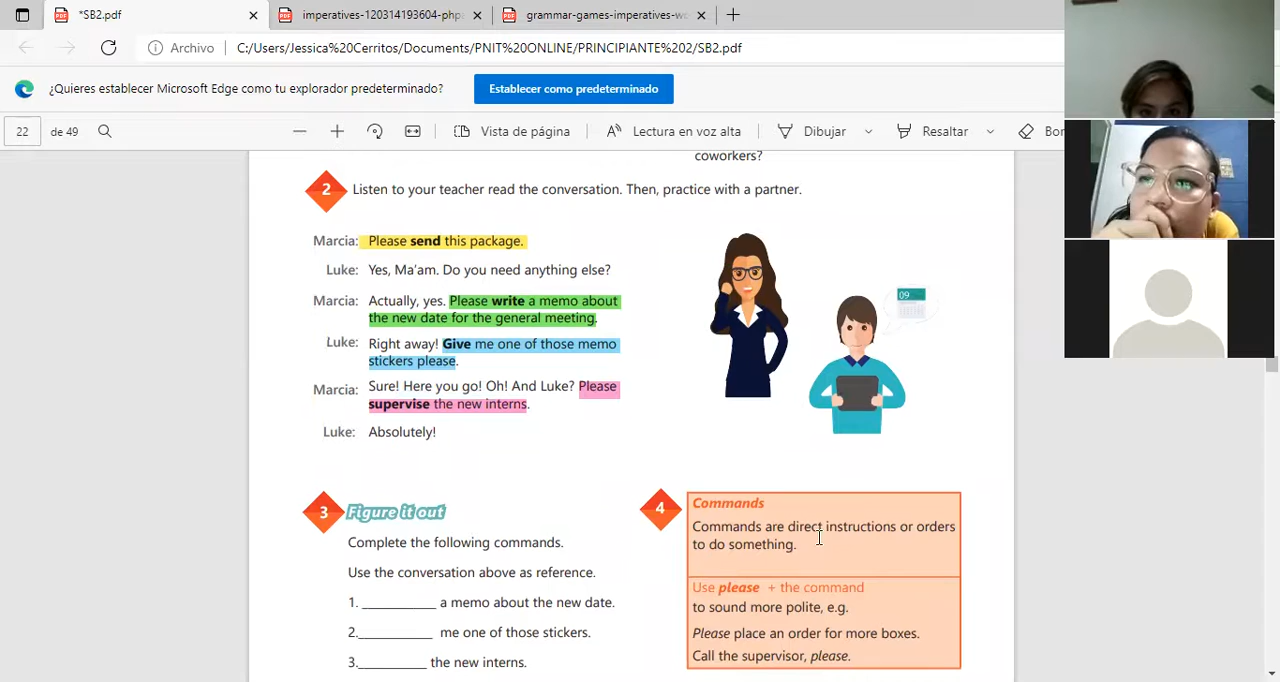 *SB2.pdf
imperatives-120314193604-php
grammar-games-imperatives-wo
Archivo
C:/Users/Jessica%20Cerritos/Documents/PNIT%20ONLINE/PRINCIPIANTE%202/SB2.pdf
¿Quieres establecer Microsoft Edge como tu explorador predeterminado?
Establecer como predeterminado
22 de 49
Vista de página
Lectura en voz alta
Dibujar
Resaltar
Bor
coworkers?
2 Listen to your teacher read the conversation. Then, practice with a partner.
Marcia: Please send this package.
Luke: Yes, Ma'am. Do you need anything else?
Marcia: Actually, yes. Please write a memo about
the new date for the general meeting.
Luke: Right away! Give me one of those memo
stickers please.
Marcia: Sure! Here you go! Oh! And Luke? Please
supervise the new interns.
Luke: Absolutely!
09
3 Figure it out
Complete the following commands.
Use the conversation above as reference.
1. __________ a memo about the new date.
2.__________ me one of those stickers.
3.__________ the new interns.
4 Commands
Commands are direct instructions or orders
to do something.
Use please + the command
to sound more polite, e.g.
Please place an order for more boxes.
Call the supervisor, please.